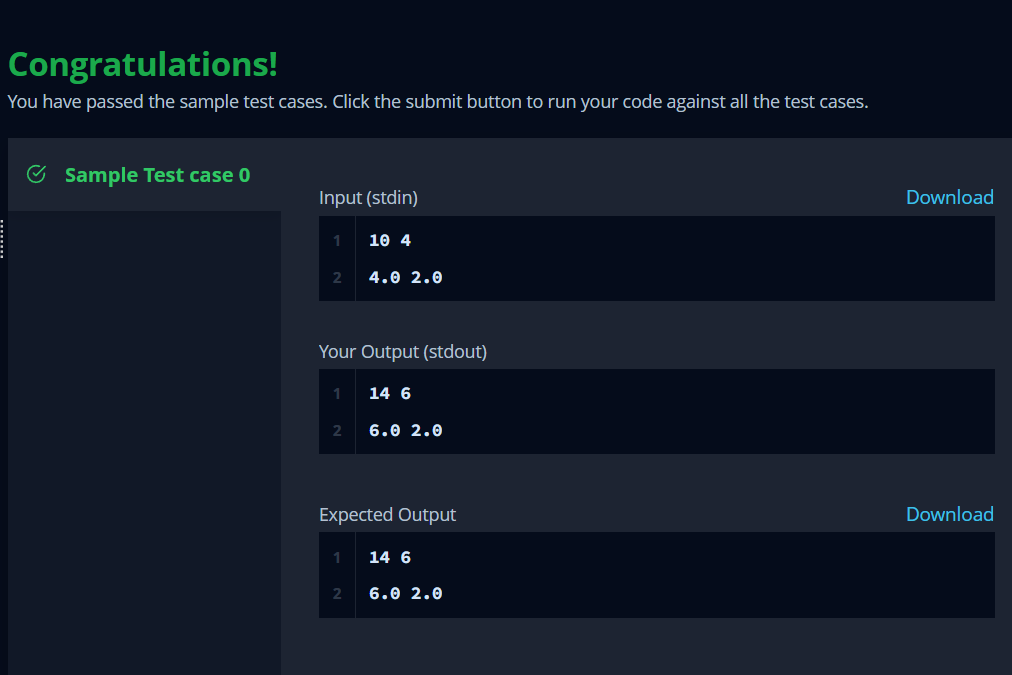 Congratulations!
You have passed the sample test cases. Click the submit button to run your code against all the test cases.
Sample Test case 0
Input (stdin)
Download
1 10 4
2 4.0 2.0
Your Output (stdout)
1 14 6
2 6.0 2.0
Expected Output
Download
1 14 6
2 6.0 2.0